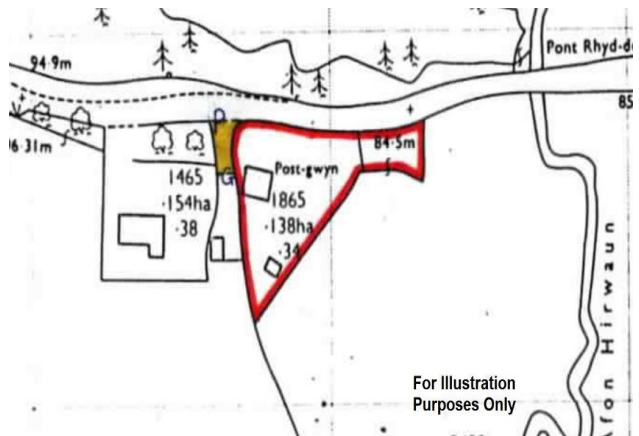 94·9m
Pont Rhyd-d
85
6·31m
P
84·5m
G
Post-gwyn
1465
·154ha
·38
1865
·138ha
·34
Afon Hirwaun
For Illustration
Purposes Only